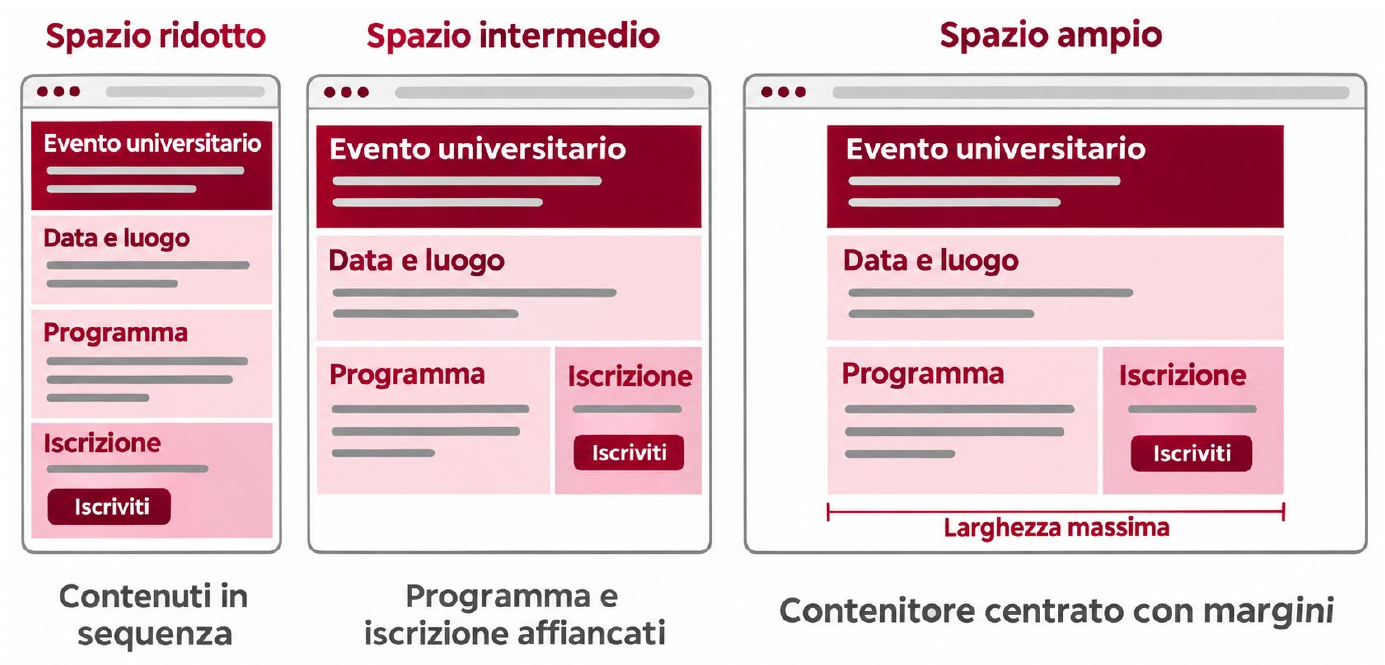 Spazio ridotto
Evento universitario
Data e luogo
Programma
Iscrizione
Iscriviti
Contenuti in
sequenza
Spazio intermedio
Evento universitario
Data e luogo
Programma
Iscrizione
Iscriviti
Programma e
iscrizione affiancati
Spazio ampio
Evento universitario
Data e luogo
Programma
Iscrizione
Iscriviti
Larghezza massima
Contenitore centrato con margini